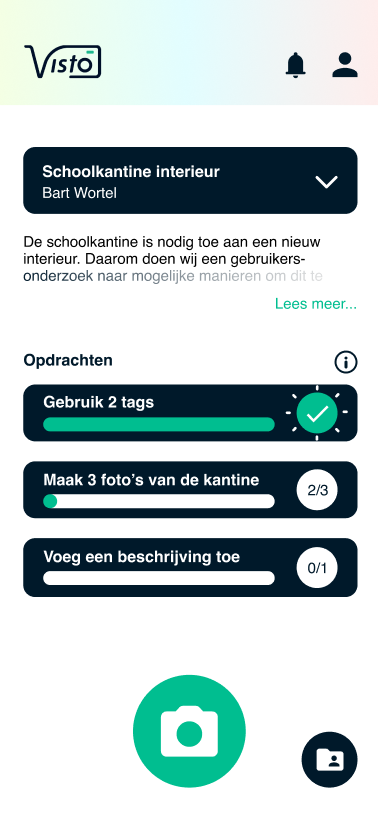 Visto
Schoolkantine interieur
Bart Wortel
De schoolkantine is nodig toe aan een nieuw
interieur. Daarom doen wij een gebruikers-
onderzoek naar mogelijke manieren om dit te
Lees meer...
Opdrachten
Gebruik 2 tags
Maak 3 foto's van de kantine
2/3
Voeg een beschrijving toe
0/1